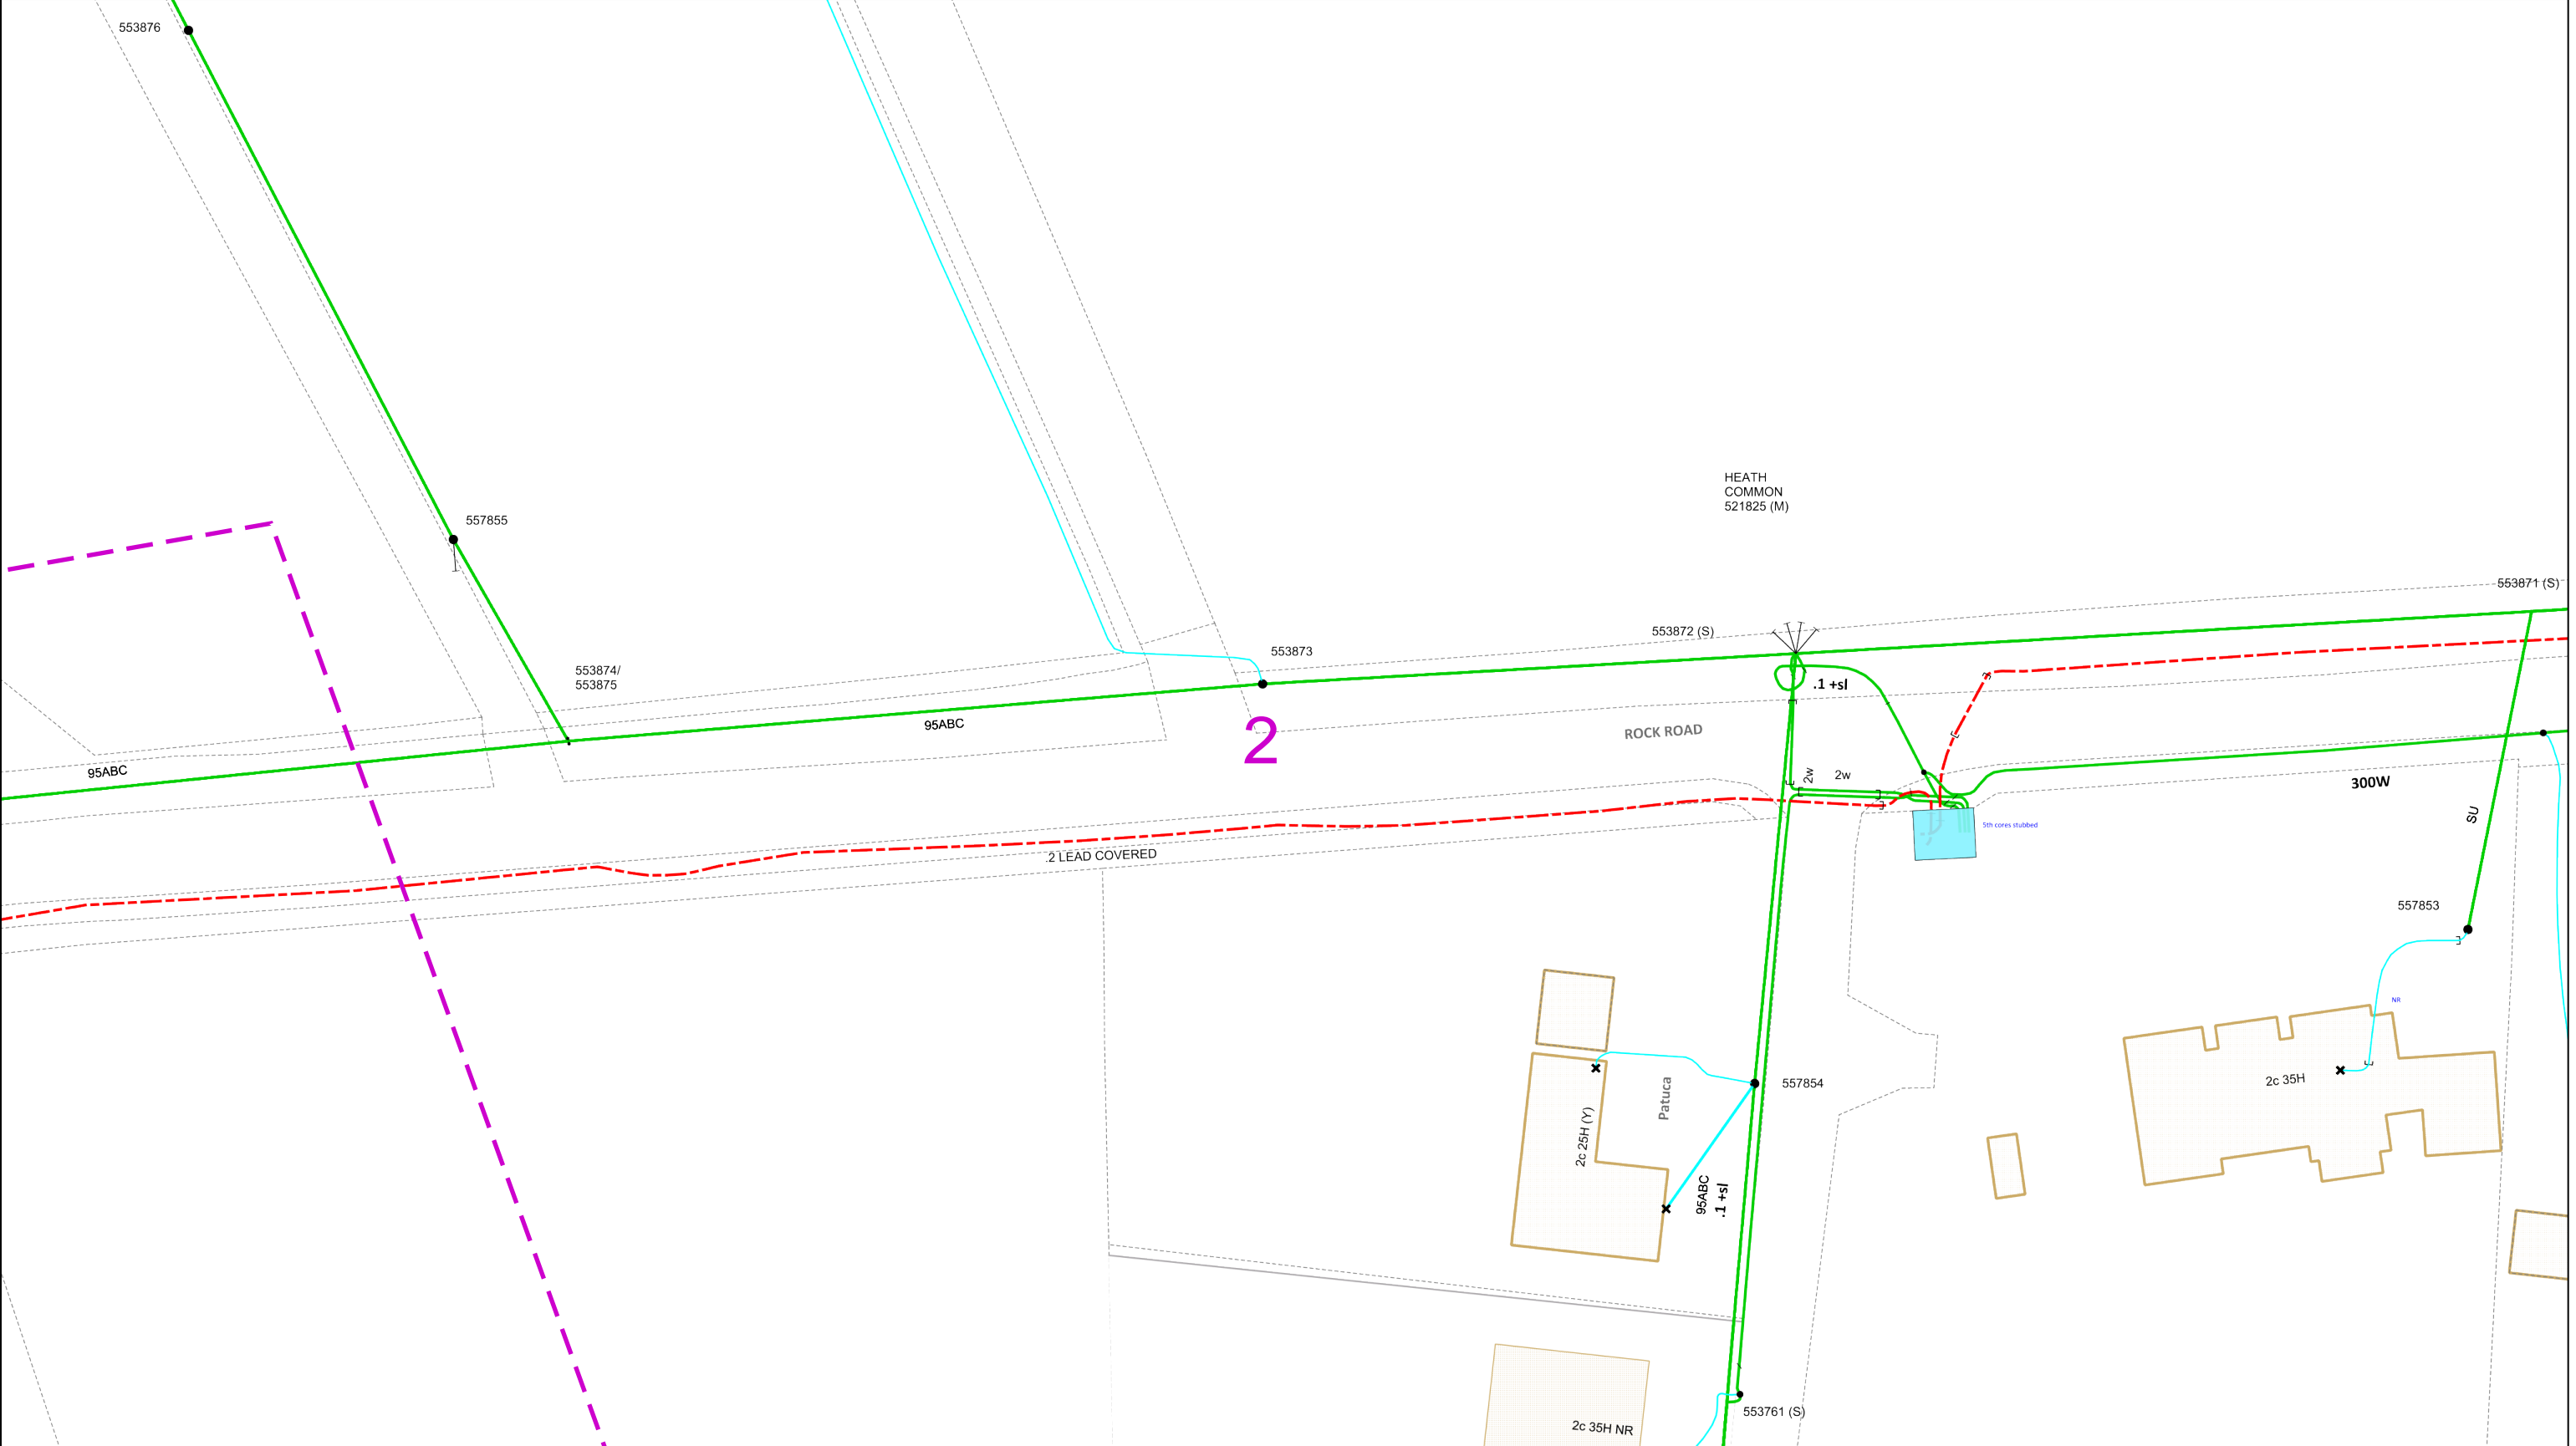 553876
557855
HEATH
COMMON
521825 (M)
553871 (S)
553872 (S)
553873
553874/
553875
.1 +sl
95ABC
2
ROCK ROAD
95ABC
2w
2w
300W
SU
5th cores stubbed
.2 LEAD COVERED
557853
NR
2c 35H
557854
Patuca
2c 25H (Y)
95ABC
.1 +sl
553761 (S)
2c 35H NR